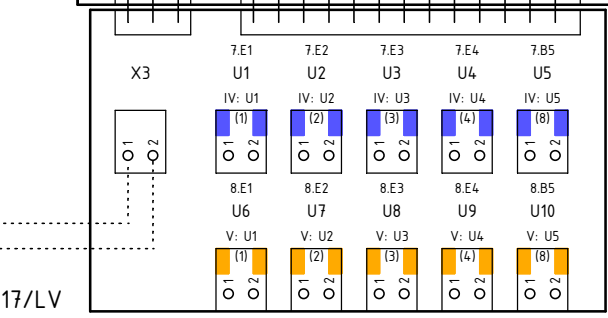 7.E1 7.E2 7.E3 7.E4 7.B5
X3 U1 U2 U3 U4 U5
IV: U1 IV: U2 IV: U3 IV: U4 IV: U5
(1) (2) (3) (4) (8)
1 2 1 2 1 2 1 2 1 2 1 2
8.E1 8.E2 8.E3 8.E4 8.B5
U6 U7 U8 U9 U10
V: U1 V: U2 V: U3 V: U4 V: U5
(1) (2) (3) (4) (8)
1 2 1 2 1 2 1 2 1 2
17/LV